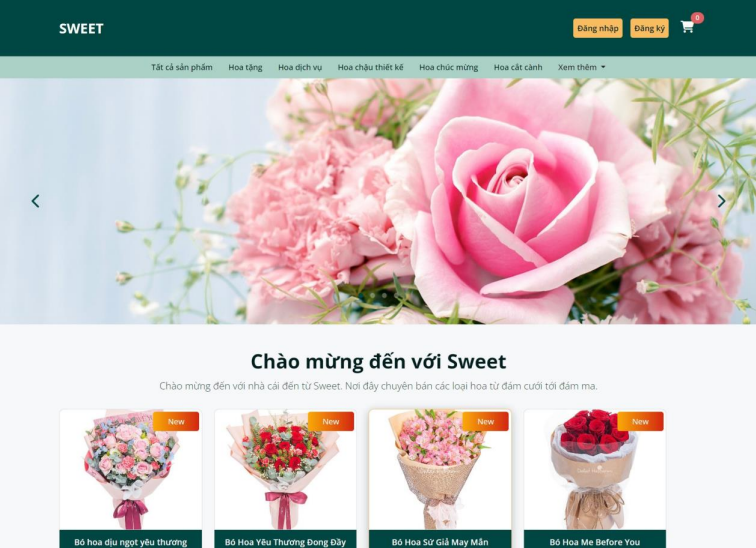 SWEET
Đăng nhập
Đăng ký
0
Tất cả sản phẩm
Hoa tặng
Hoa dịch vụ
Hoa chậu thiết kế
Hoa chúc mừng
Hoa cắt cành
Xem thêm
Chào mừng đến với Sweet
Chào mừng đến với nhà cái đến từ Sweet. Nơi đây chuyên bán các loại hoa từ đám cưới tới đám ma.
New
New
New
New
Bó hoa dịu ngọt yêu thương
Bó Hoa Yêu Thương Đong Đầy
Bó Hoa Sứ Giả May Mắn
Bó Hoa Me Before You